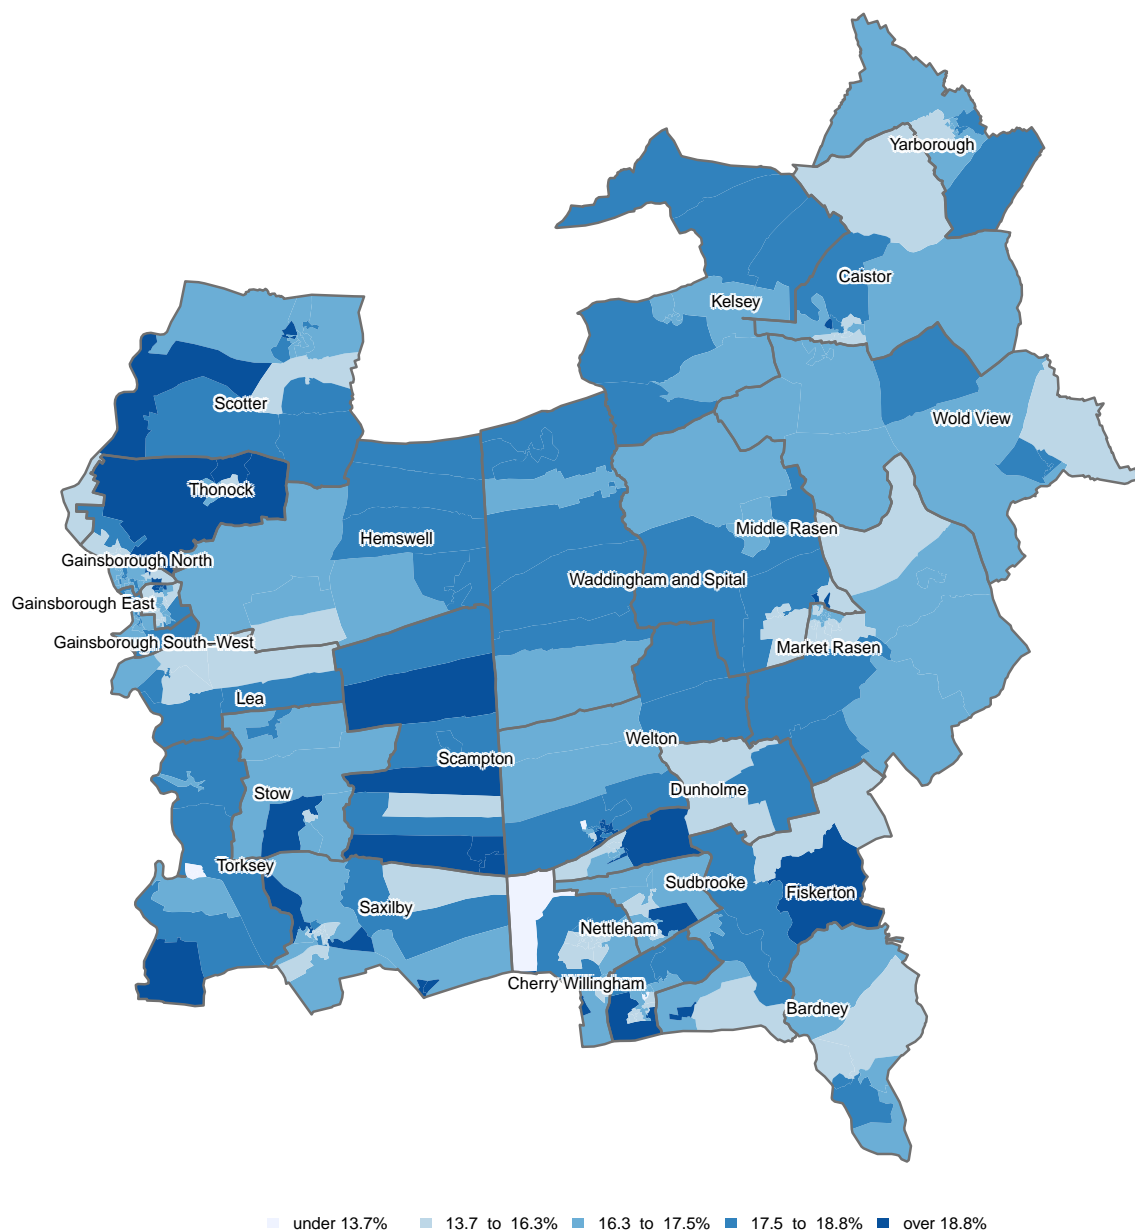 Yarborough
Caistor
Kelsey
Scotter
Wold View
Thonock
Middle Rasen
Hemswell
Gainsborough North
Waddingham and Spital
Gainsborough East
Gainsborough South−West
Market Rasen
Lea
Welton
Scampton
Dunholme
Stow
Torksey
Sudbrooke
Fiskerton
Saxilby
Nettleham
Cherry Willingham
Bardney
under 13.7% 13.7 to 16.3% 16.3 to 17.5% 17.5 to 18.8% over 18.8%